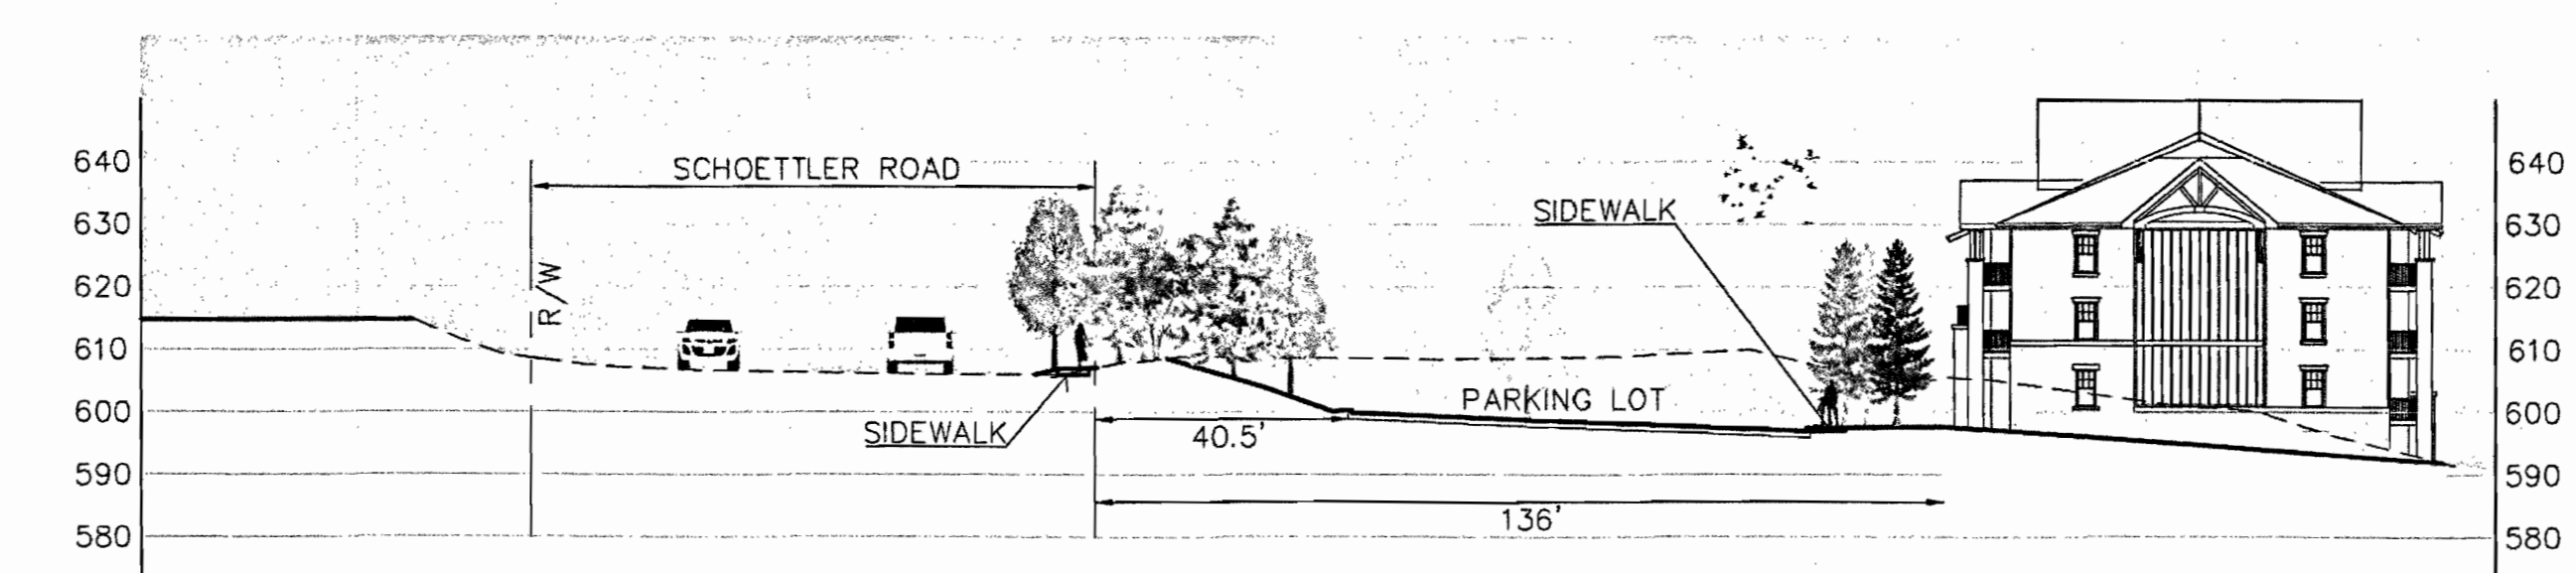 SCHOETTLER ROAD
640 640
SIDEWALK
630 630
R/W
620 620
610 610
PARKING LOT
600 600
SIDEWALK 40.5'
590 590
136'
580 580